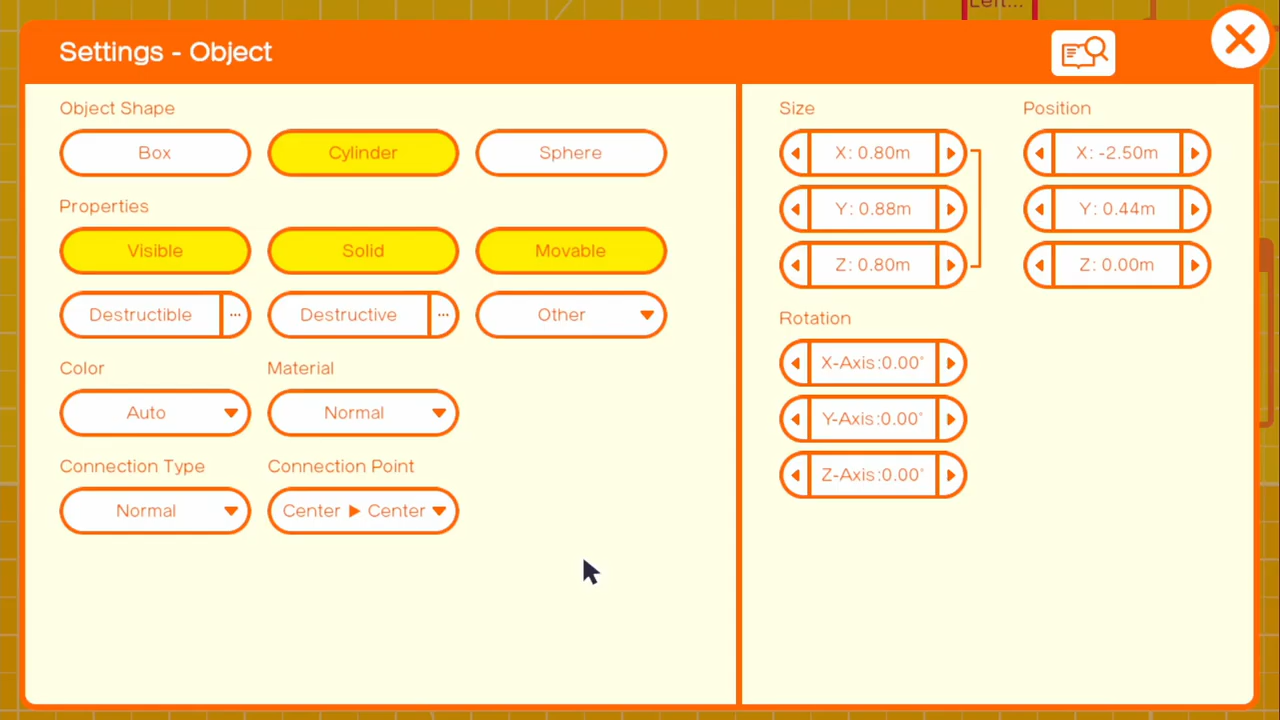 Left...
Settings - Object
Object Shape
Box
Cylinder
Sphere
Properties
Visible
Solid
Movable
Destructible ...
Destructive ...
Other
Color
Material
Auto
Normal
Connection Type
Connection Point
Normal
Center ▶ Center
Size
X: 0.80m
Y: 0.88m
Z: 0.80m
Position
X: -2.50m
Y: 0.44m
Z: 0.00m
Rotation
X-Axis:0.00°
Y-Axis:0.00°
Z-Axis:0.00°